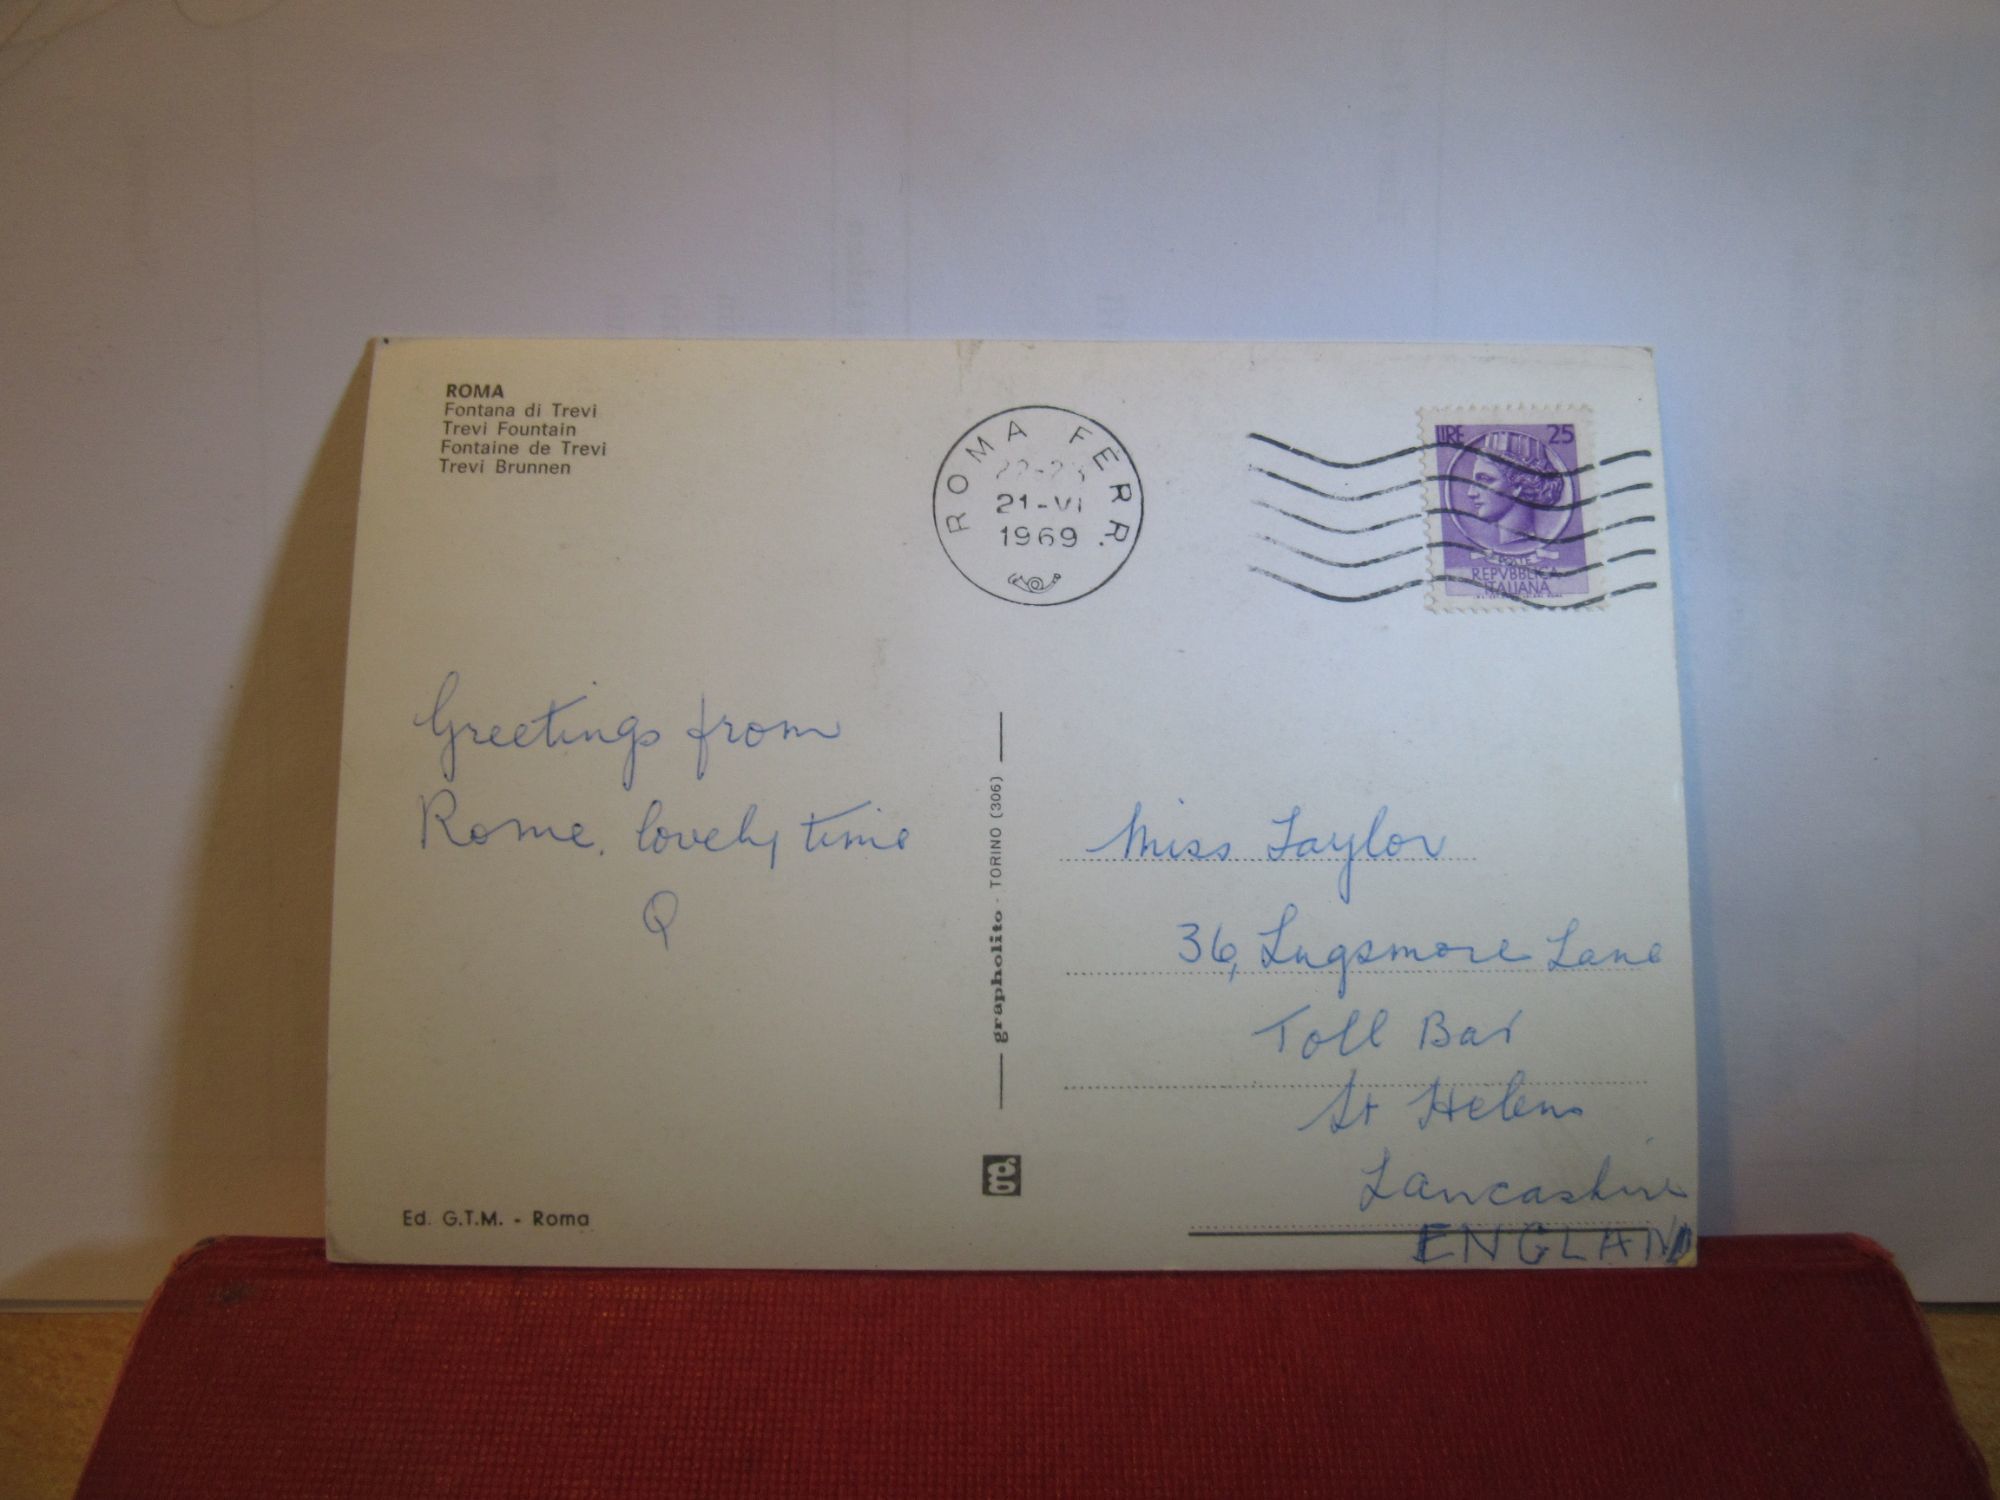 ROMA
Fontana di Trevi
Trevi Fountain
Fontaine de Trevi
Trevi Brunnen
ROMA FERR.
21-VI
1969
LIRE 25
REPVBBLICA
ITALIANA
Greetings from
Rome. lovely time
Q
grapholito - TORINO (306)
Miss Taylor
36, Lugsmore Lane
Toll Bar
St Helens
Lancashire
ENGLAND
Ed. G.T.M. - Roma